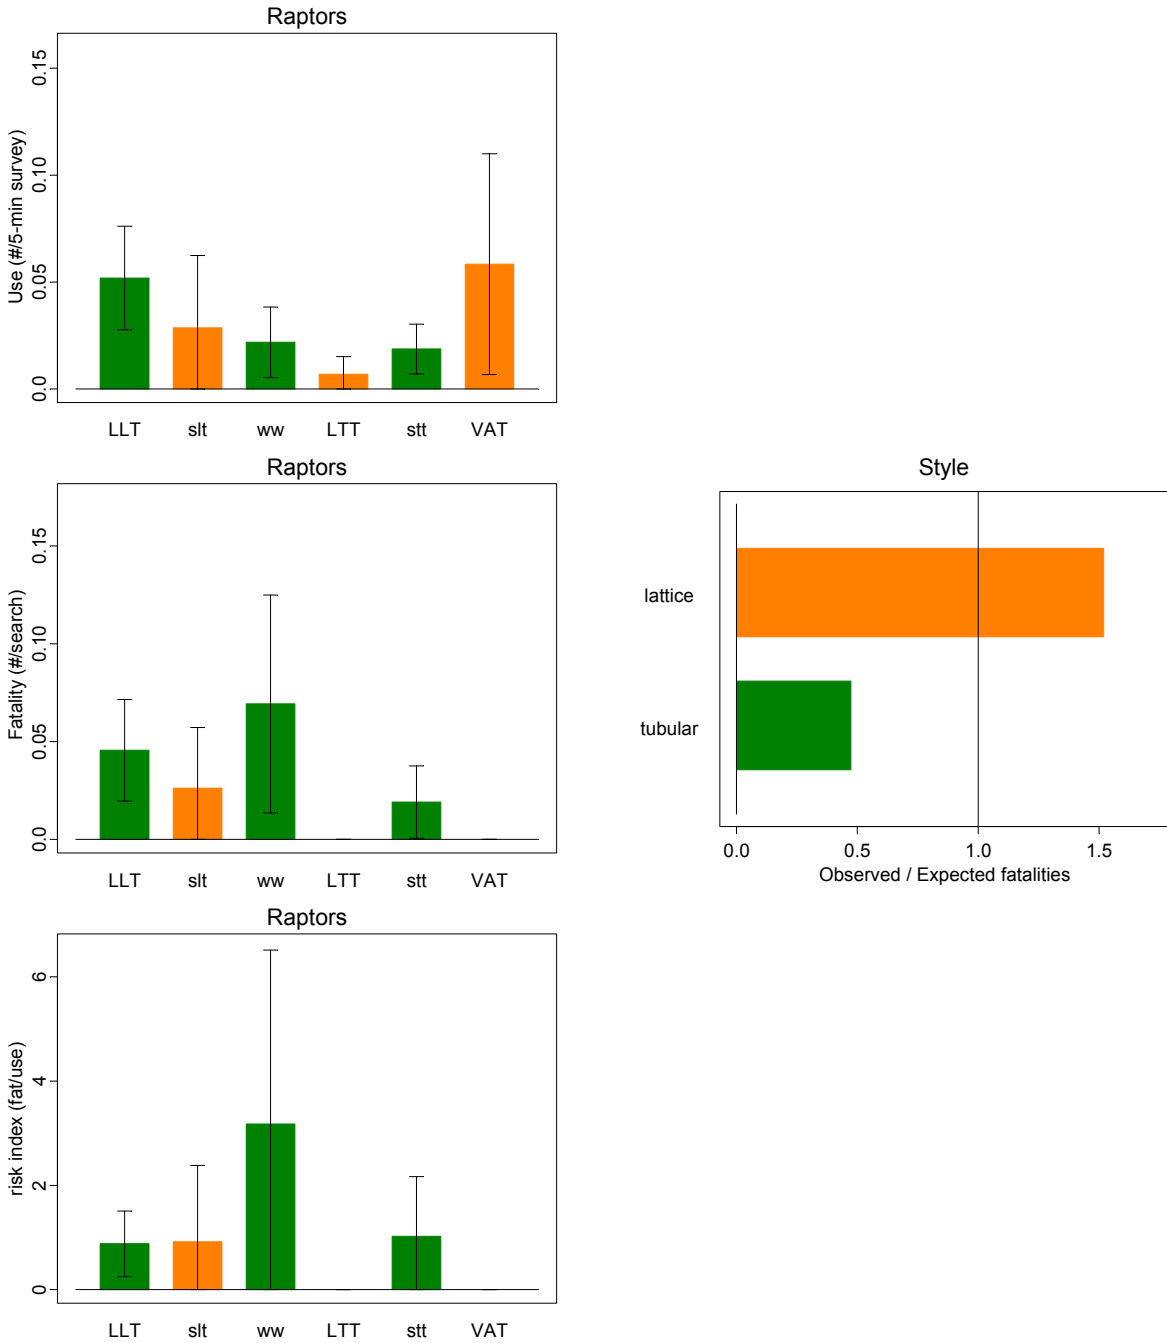 Raptors
Use (#/5-min survey)
0.15
0.10
0.05
0.0
LLT slt ww LTT stt VAT
Raptors
Fatality (#/search)
0.15
0.10
0.05
0.0
LLT slt ww LTT stt VAT
Style
lattice
tubular
0.0 0.5 1.0 1.5
Observed / Expected fatalities
Raptors
risk index (fat/use)
6
4
2
0
LLT slt ww LTT stt VAT